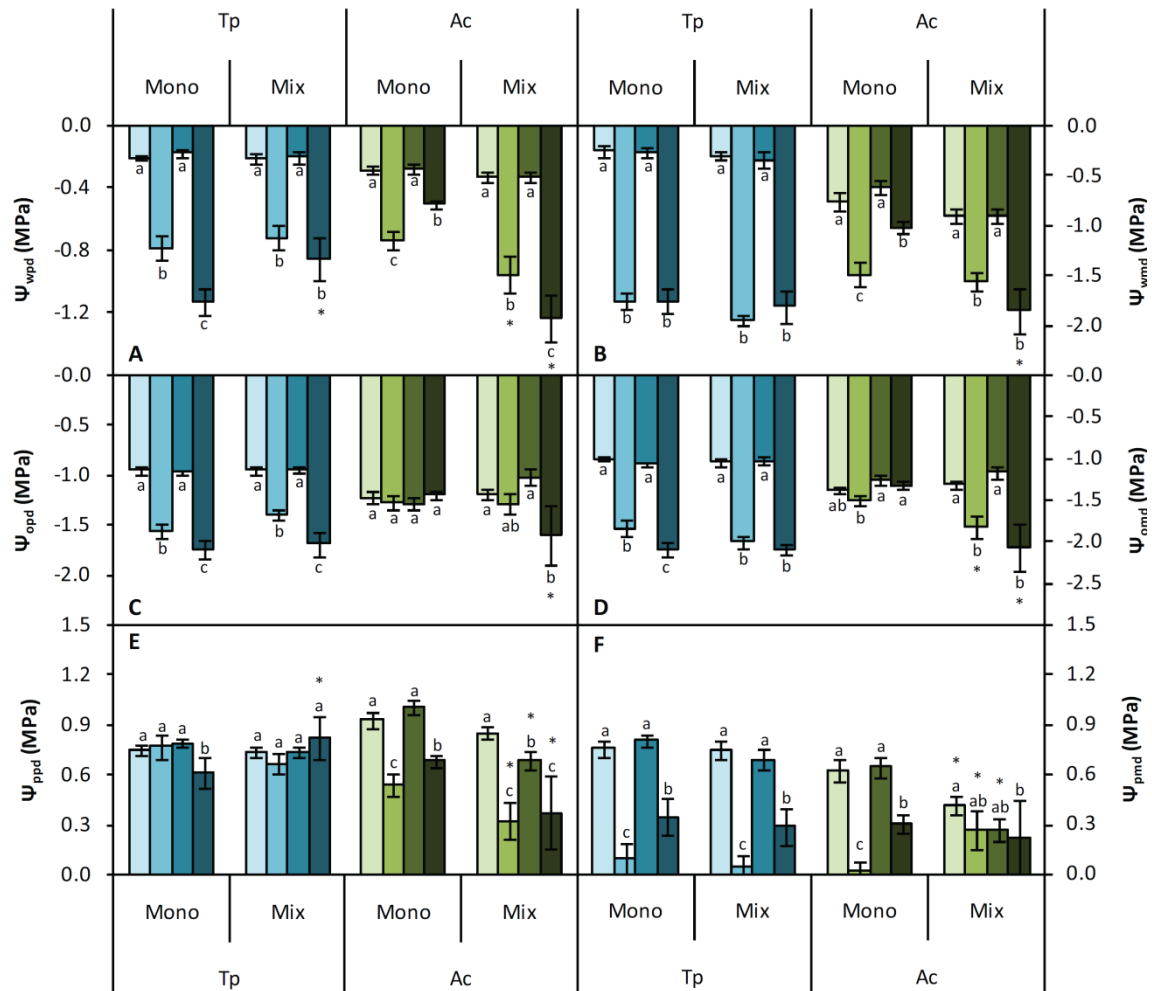 Tp Ac Tp Ac
Mono Mix Mono Mix Mono Mix Mono Mix
0.0 -0.4 -0.8 -1.2
Ψwpd (MPa)
a b a c a b a b * a c a b a b * a c *
A
a b a b a b a b a c a b a b a b *
B
0.0 -0.5 -1.0 -1.5 -2.0
Ψwmd (MPa)
-0.0 -0.5 -1.0 -1.5 -2.0
Ψopd (MPa)
a b a c a b a c a a a a a ab a b *
C
a b a c a b a b ab b a a a b * a b *
D
-0.0 -0.5 -1.0 -1.5 -2.0 -2.5
Ψomd (MPa)
1.5 1.2 0.9 0.6 0.3 0.0
Ψppd (MPa)
E
a a a b a a a a * a c a b a c * b * c *
F
a c a b a c a b a c a b a * ab * ab * b
1.5 1.2 0.9 0.6 0.3 0.0
Ψpmd (MPa)
Mono Mix Mono Mix Mono Mix Mono Mix
Tp Ac Tp Ac